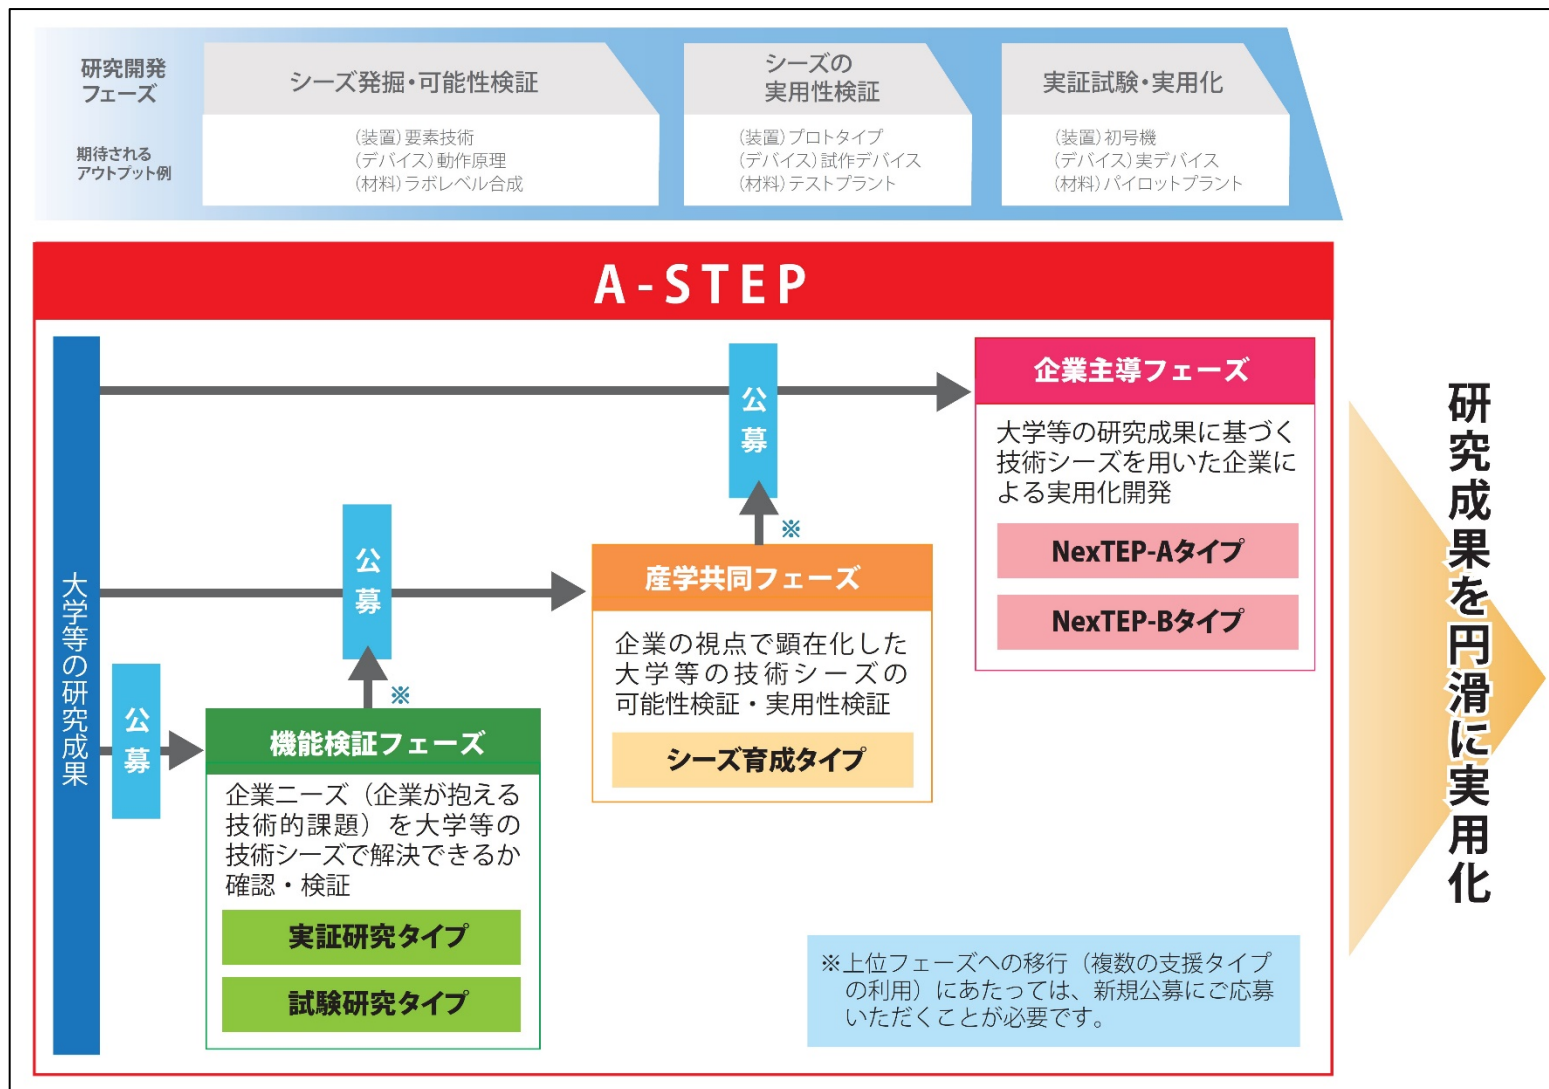 研究開発
フェーズ
期待される
アウトプット例
シーズ発掘・可能性検証
(装置)要素技術
(デバイス)動作原理
(材料)ラボレベル合成
シーズの
実用性検証
(装置)プロトタイプ
(デバイス)試作デバイス
(材料)テストプラント
実証試験・実用化
(装置)初号機
(デバイス)実デバイス
(材料)パイロットプラント
A-STEP
大学等の研究成果
公募
機能検証フェーズ
企業ニーズ（企業が抱える
技術的課題）を大学等の
技術シーズで解決できるか
確認・検証
実証研究タイプ
試験研究タイプ
※
公募
産学共同フェーズ
企業の視点で顕在化した
大学等の技術シーズの
可能性検証・実用性検証
シーズ育成タイプ
※
公募
企業主導フェーズ
大学等の研究成果に基づく
技術シーズを用いた企業に
よる実用化開発
NexTEP-Aタイプ
NexTEP-Bタイプ
※上位フェーズへの移行（複数の支援タイプ
の利用）にあたっては、新規公募にご応募
いただくことが必要です。
研究成果を円滑に実用化